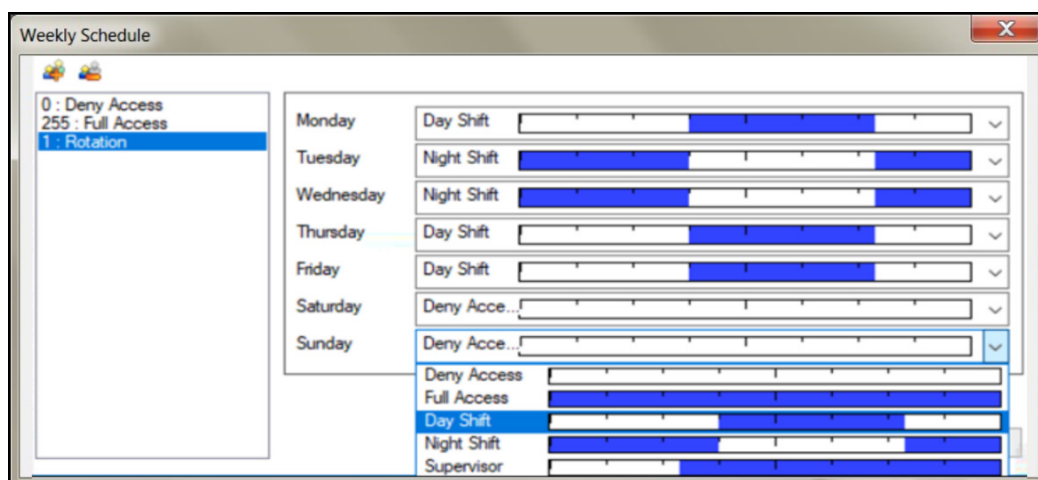 Weekly Schedule
0 : Deny Access
255 : Full Access
1 : Rotation
Monday Day Shift
Tuesday Night Shift
Wednesday Night Shift
Thursday Day Shift
Friday Day Shift
Saturday Deny Acce...
Sunday Deny Acce...
Deny Access
Full Access
Day Shift
Night Shift
Supervisor